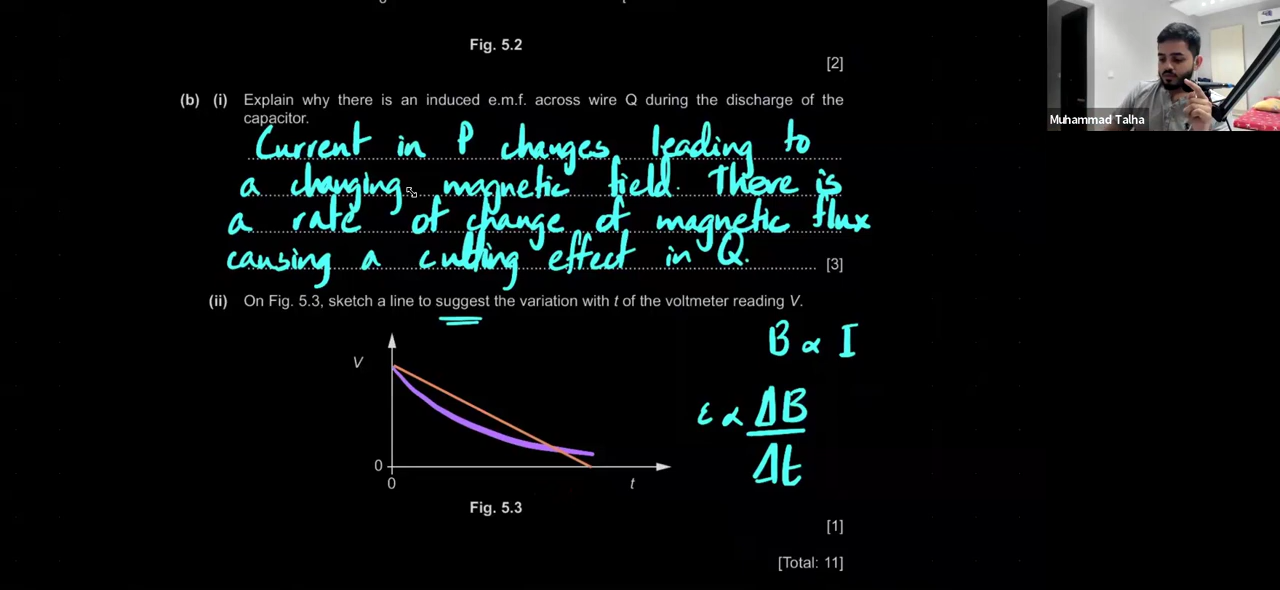 Fig. 5.2
[2]
Muhammad Talha
(b) (i) Explain why there is an induced e.m.f. across wire Q during the discharge of the
capacitor.
Current in P changes leading to
a changing magnetic field. There is
a rate of change of magnetic flux
causing a cutting effect in Q.
[3]
(ii) On Fig. 5.3, sketch a line to suggest the variation with t of the voltmeter reading V.
B ∝ I
V
ε ∝ ΔB
Δt
0
0
t
Fig. 5.3
[1]
[Total: 11]